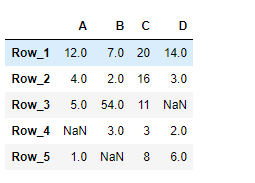 A B C D
Row_1 12.0 7.0 20 14.0
Row_2 4.0 2.0 16 3.0
Row_3 5.0 54.0 11 NaN
Row_4 NaN 3.0 3 2.0
Row_5 1.0 NaN 8 6.0